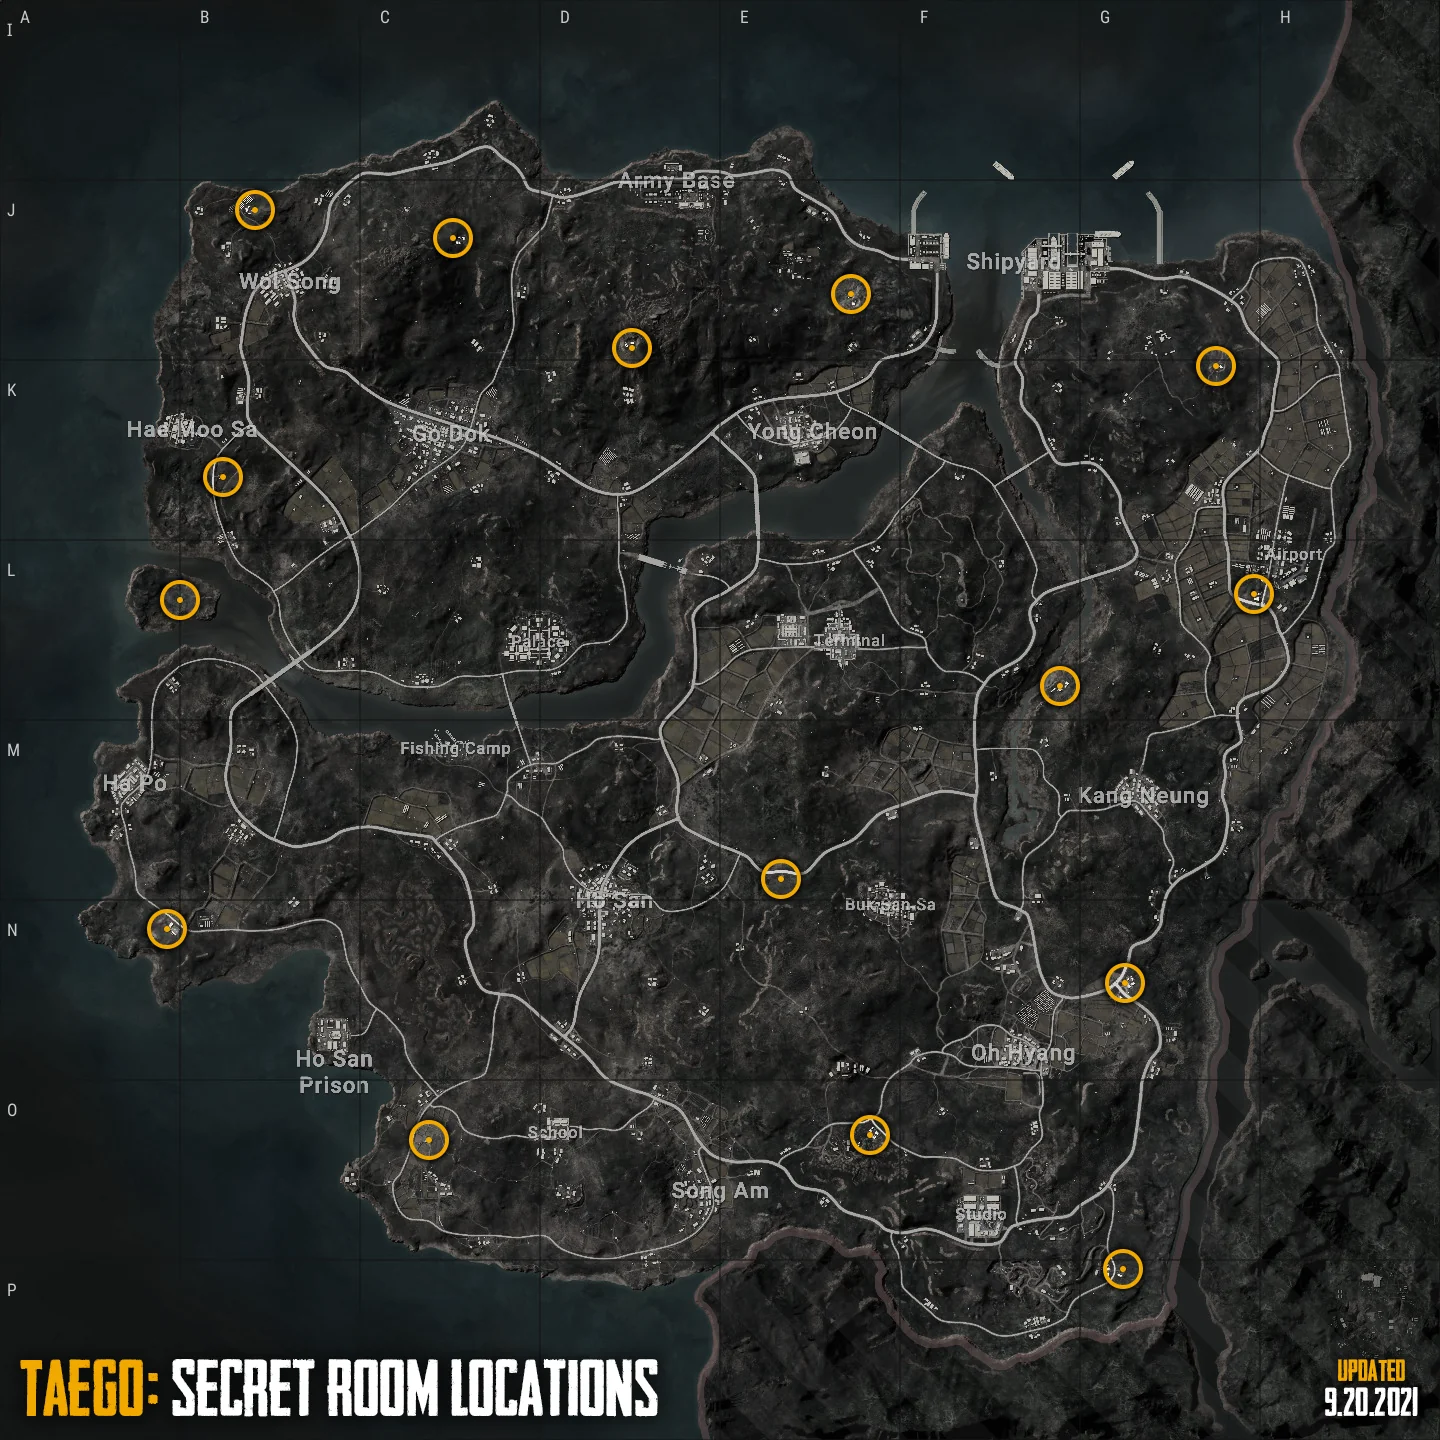 A B C D E F G H
I
Army Base
J
Shipyard
Wol Song
K
Hae Moo Sa
Go Dok
Yong Cheon
Airport
L
Palace
Terminal
Fishing Camp
M
Ha Po
Kang Neung
Ho San
Buk San Sa
N
Oh Hyang
Ho San
Prison
O
School
Song Am
Studio
P
TAEGO: SECRET ROOM LOCATIONS
UPDATED
9.20.2021